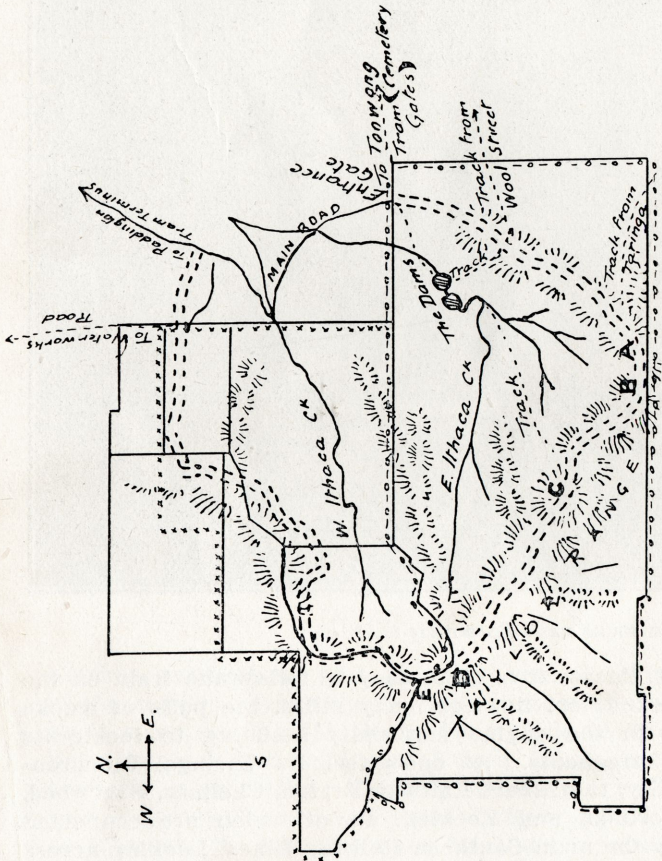 To Paddington
Tram Terminus
To Waterworks
Road
Entrance
Gate
To Toowong
Tram (Cemetery
Gates)
MAIN ROAD
Track from
Wool Street
The Dams
Track
Track from
Taringa
W. Ithaca Ck
E. Ithaca Ck
Track
A
B
C
D
E
TAYLOR RANGE
N.
W
E.
S